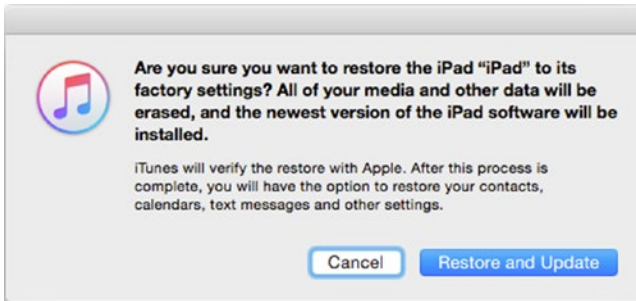 Are you sure you want to restore the iPad “iPad” to its
factory settings? All of your media and other data will be
erased, and the newest version of the iPad software will be
installed.
iTunes will verify the restore with Apple. After this process is
complete, you will have the option to restore your contacts,
calendars, text messages and other settings.
Cancel Restore and Update